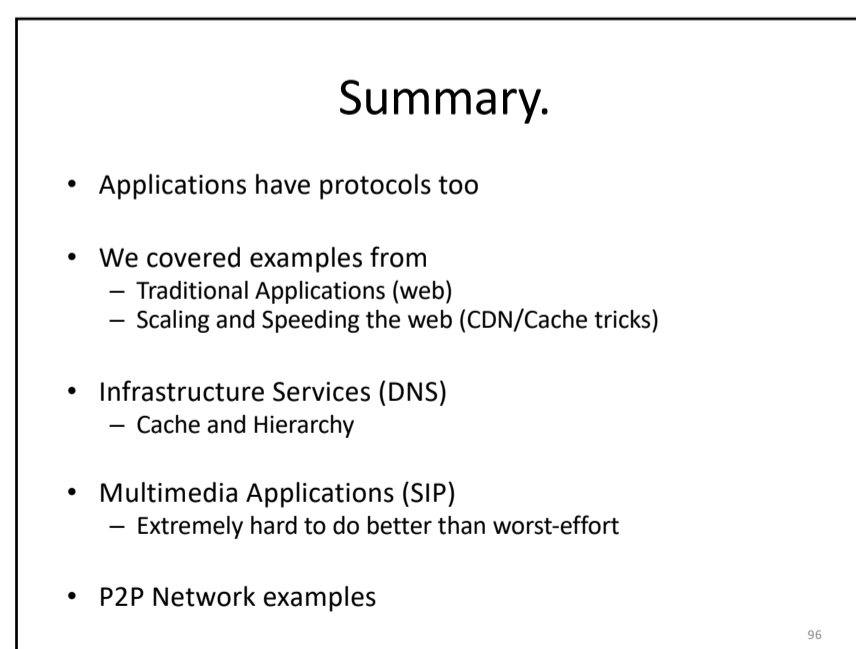 Summary.
• Applications have protocols too
• We covered examples from
– Traditional Applications (web)
– Scaling and Speeding the web (CDN/Cache tricks)
• Infrastructure Services (DNS)
– Cache and Hierarchy
• Multimedia Applications (SIP)
– Extremely hard to do better than worst-effort
• P2P Network examples
96